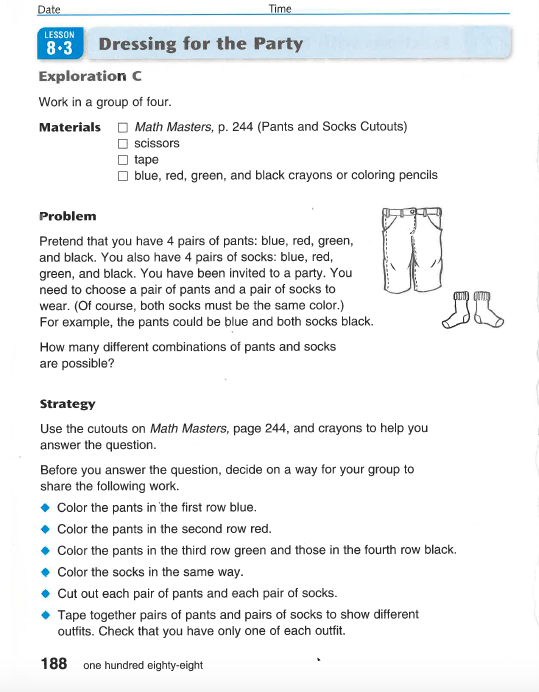 Date Time
LESSON
8•3 Dressing for the Party
Exploration C
Work in a group of four.
Materials □ Math Masters, p. 244 (Pants and Socks Cutouts)
□ scissors
□ tape
□ blue, red, green, and black crayons or coloring pencils
Problem
Pretend that you have 4 pairs of pants: blue, red, green,
and black. You also have 4 pairs of socks: blue, red,
green, and black. You have been invited to a party. You
need to choose a pair of pants and a pair of socks to
wear. (Of course, both socks must be the same color.)
For example, the pants could be blue and both socks black.
How many different combinations of pants and socks
are possible?
Strategy
Use the cutouts on Math Masters, page 244, and crayons to help you
answer the question.
Before you answer the question, decide on a way for your group to
share the following work.
◆ Color the pants in the first row blue.
◆ Color the pants in the second row red.
◆ Color the pants in the third row green and those in the fourth row black.
◆ Color the socks in the same way.
◆ Cut out each pair of pants and each pair of socks.
◆ Tape together pairs of pants and pairs of socks to show different
outfits. Check that you have only one of each outfit.
188 one hundred eighty-eight